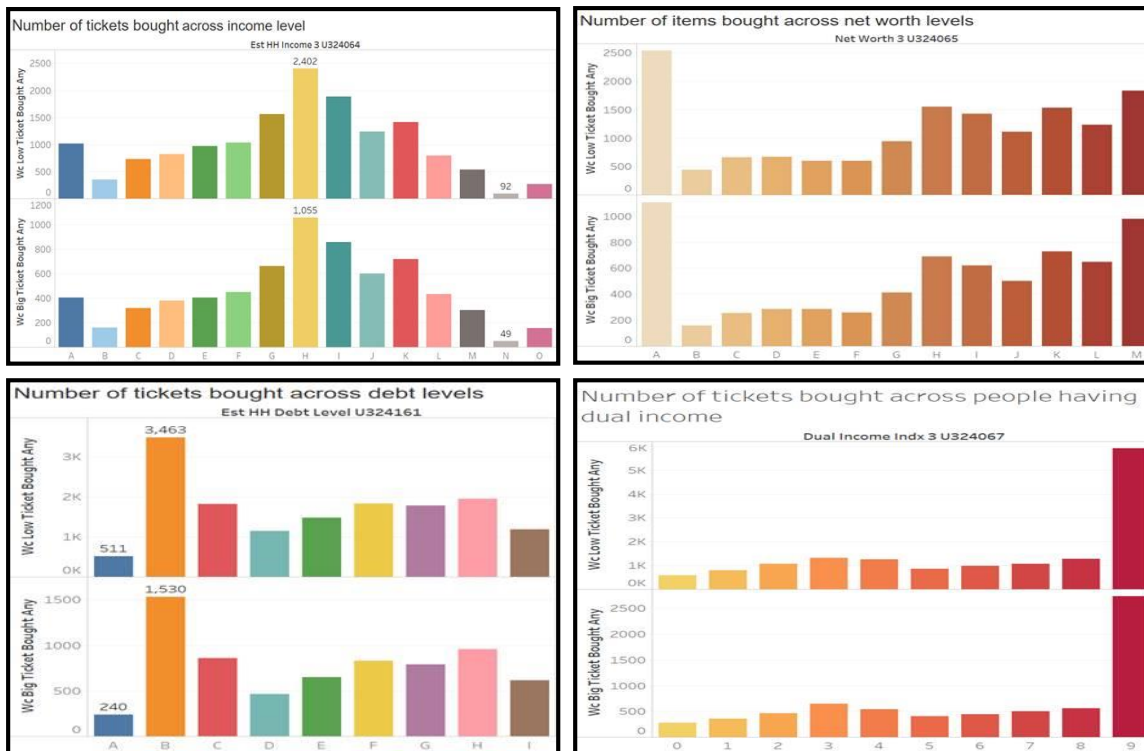 Number of tickets bought across income level
Est HH Income 3 U324064
Wc Low Ticket Bought Any
2500
2000
1500
1000
500
0
2,402
92
Wc Big Ticket Bought Any
1200
1000
800
600
400
200
0
1,055
49
A B C D E F G H I J K L M N O
Number of items bought across net worth levels
Net Worth 3 U324065
Wc Low Ticket Bought Any
2500
2000
1500
1000
500
0
Wc Big Ticket Bought Any
1000
800
600
400
200
0
A B C D E F G H I J K L M
Number of tickets bought across debt levels
Est HH Debt Level U324161
Wc Low Ticket Bought Any
3K
2K
1K
0K
511
3,463
Wc Big Ticket Bought Any
1500
1000
500
0
240
1,530
A B C D E F G H I
Number of tickets bought across people having
dual income
Dual Income Indx 3 U324067
Wc Low Ticket Bought Any
6K
5K
4K
3K
2K
1K
0K
Wc Big Ticket Bought Any
2500
2000
1500
1000
500
0
0 1 2 3 4 5 6 7 8 9